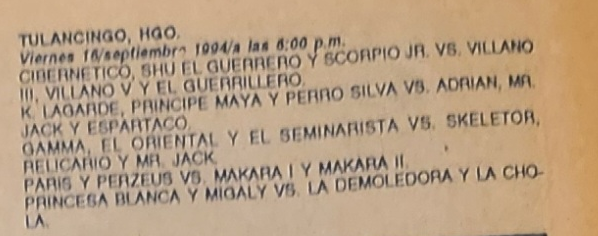 TULANCINGO, HGO.
Viernes 16/septiembre 1994/a las 6:00 p.m.
CIBERNETICO, SHU EL GUERRERO Y SCORPIO JR. VS. VILLANO
III, VILLANO V Y EL GUERRILLERO.
K. LAGARDE, PRINCIPE MAYA Y PERRO SILVA VS. ADRIAN, MR.
JACK Y ESPARTACO.
GAMMA, EL ORIENTAL Y EL SEMINARISTA VS. SKELETOR,
RELICARIO Y MR. JACK.
PARIS Y PERZEUS VS. MAKARA I Y MAKARA II.
PRINCESA BLANCA Y MIGALY VS. LA DEMOLEDORA Y LA CHO-
LA.